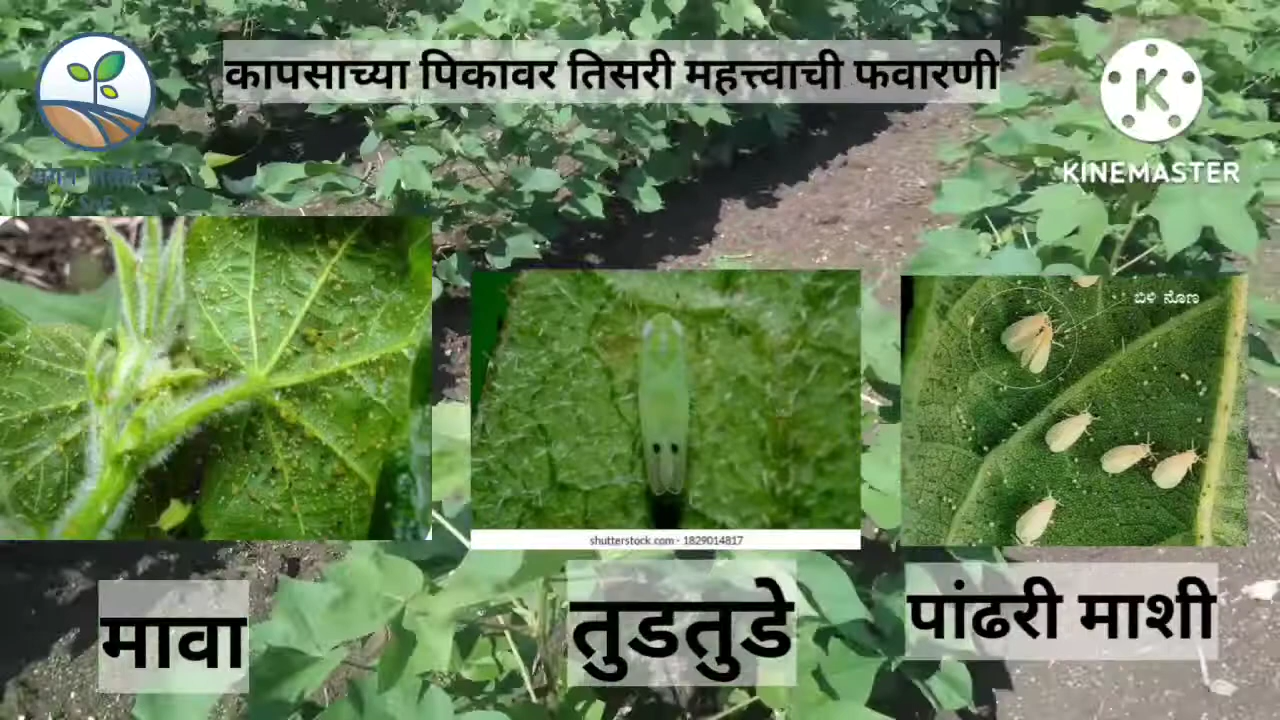 कापसाच्या पिकावर तिसरी महत्त्वाची फवारणी
KINEMASTER
ಬಿಳಿ ನೊಣ
shutterstock.com · 1829014817
मावा
तुडतुडे
पांढरी माशी